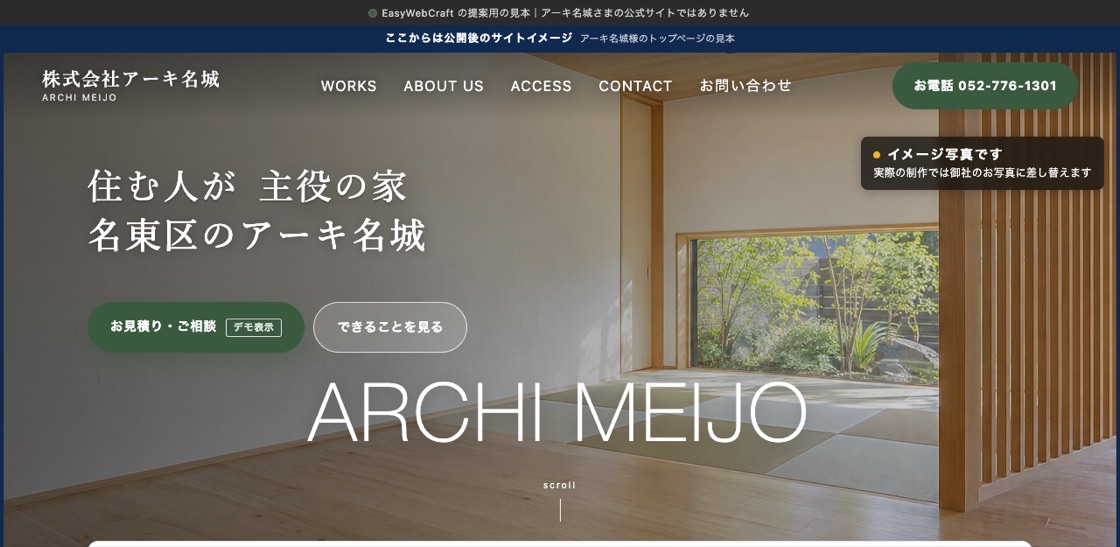 EasyWebCraft の提案用の見本｜アーキ名城さまの公式サイトではありません
ここからは公開後のサイトイメージ アーキ名城様のトップページの見本
株式会社アーキ名城
ARCHI MEIJO
WORKS ABOUT US ACCESS CONTACT お問い合わせ
お電話 052-776-1301
イメージ写真です
実際の制作では御社のお写真に差し替えます
住む人が 主役の家
名東区のアーキ名城
お見積り・ご相談 デモ表示
できることを見る
ARCHI MEIJO
scroll